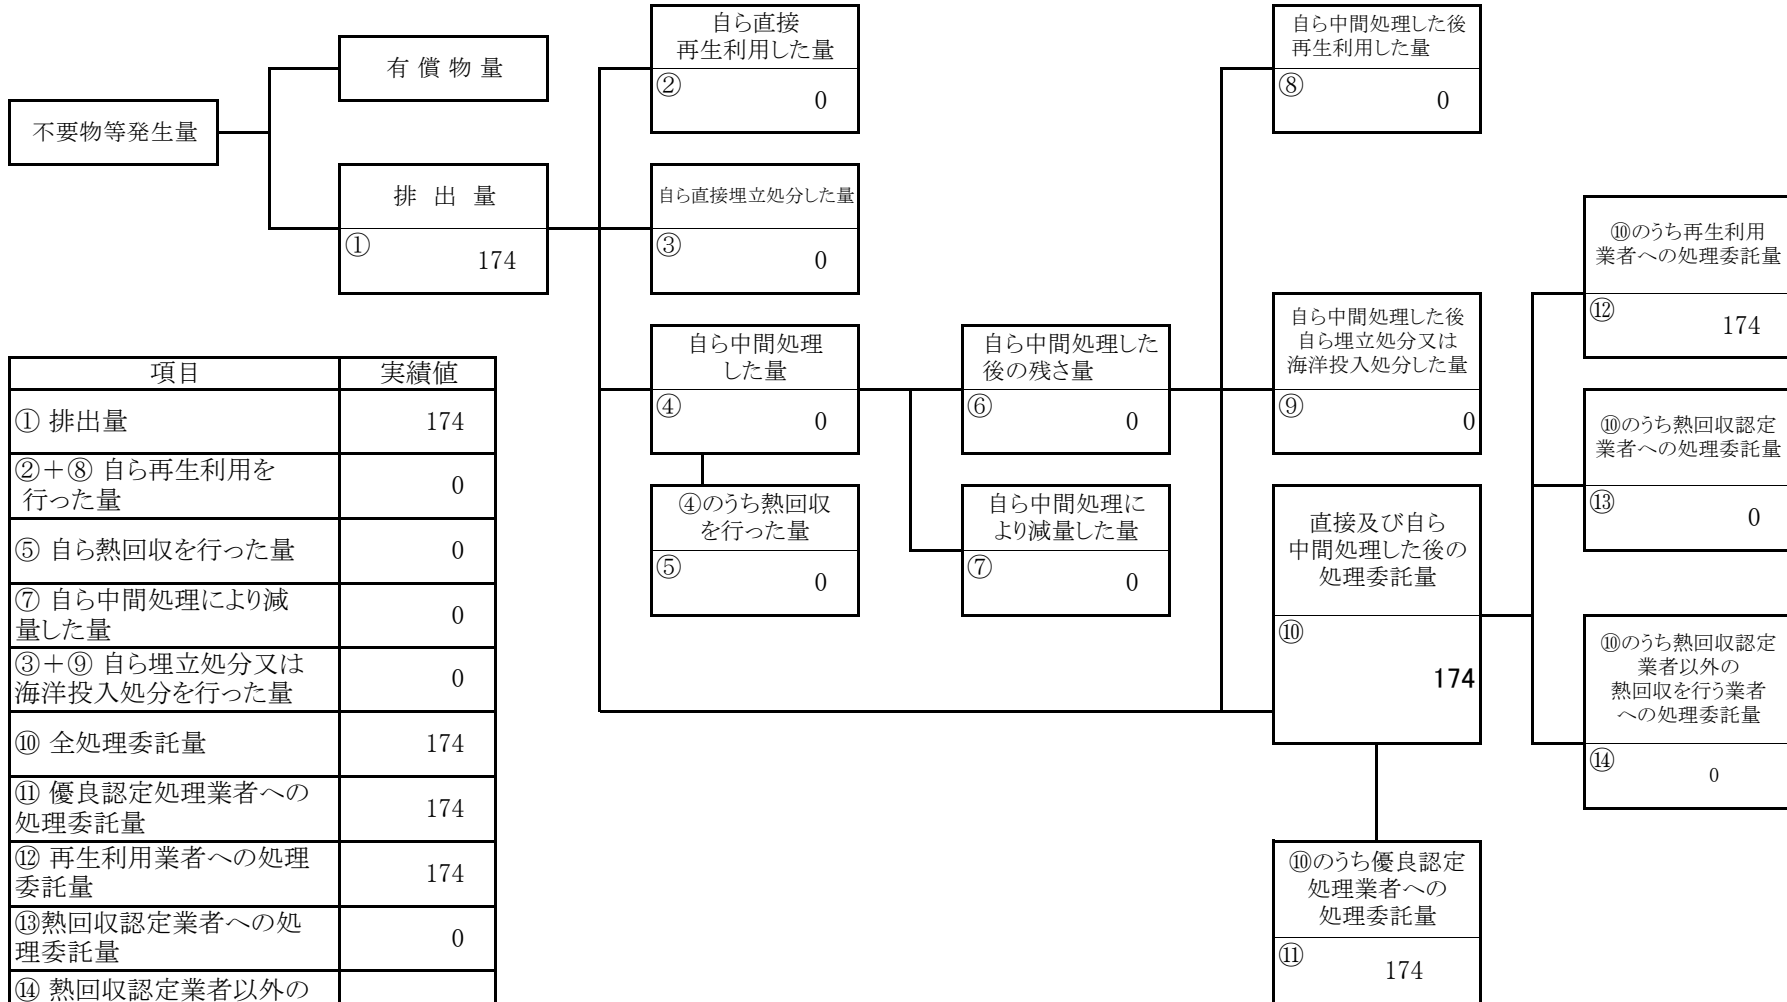 不要物等発生量
有 償 物 量
排 出 量
①
174
自ら直接
再生利用した量
②
0
自ら直接埋立処分した量
③
0
自ら中間処理
した量
④
0
④のうち熱回収
を行った量
⑤
0
自ら中間処理した
後の残さ量
⑥
0
自ら中間処理に
より減量した量
⑦
0
自ら中間処理した後
再生利用した量
⑧
0
自ら中間処理した後
自ら埋立処分又は
海洋投入処分した量
⑨
0
直接及び自ら
中間処理した後の
処理委託量
⑩
174
⑩のうち優良認定
処理業者への
処理委託量
⑪
174
⑩のうち再生利用
業者への処理委託量
⑫
174
⑩のうち熱回収認定
業者への処理委託量
⑬
0
⑩のうち熱回収認定
業者以外の
熱回収を行う業者
への処理委託量
⑭
0
項目 実績値
① 排出量 174
②+⑧ 自ら再生利用を
行った量 0
⑤ 自ら熱回収を行った量 0
⑦ 自ら中間処理により減
量した量 0
③+⑨ 自ら埋立処分又は
海洋投入処分を行った量 0
⑩ 全処理委託量 174
⑪ 優良認定処理業者への
処理委託量 174
⑫ 再生利用業者への処理
委託量 174
⑬熱回収認定業者への処
理委託量 0
⑭ 熱回収認定業者以外の